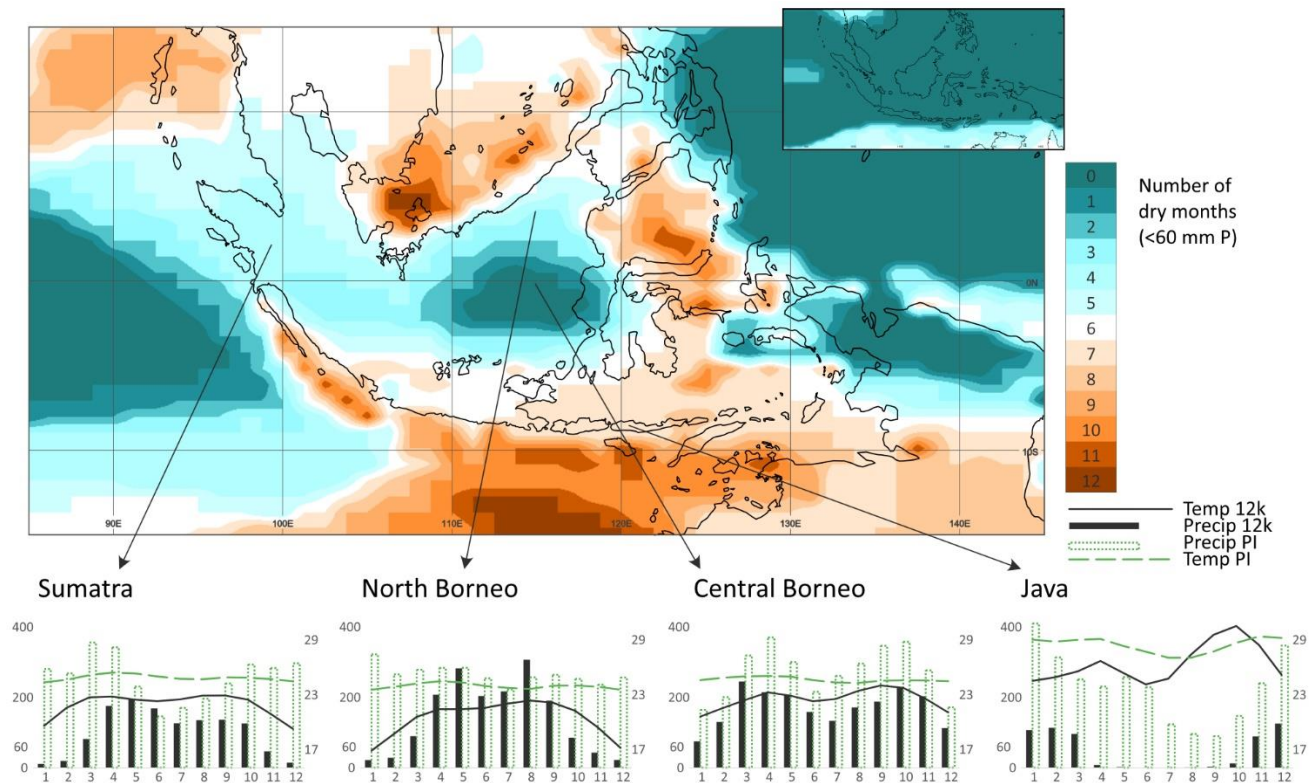 0
1
2
3
4
5
6
7
8
9
10
11
12
Number of
dry months
(<60 mm P)
0N
10S
90E
100E
110E
120E
130E
140E
Temp 12k
Precip 12k
Precip PI
Temp PI
Sumatra
North Borneo
Central Borneo
Java
400
200
60
0
29
23
17
1 2 3 4 5 6 7 8 9 10 11 12
400
200
60
0
29
23
17
1 2 3 4 5 6 7 8 9 10 11 12
400
200
60
0
29
23
17
1 2 3 4 5 6 7 8 9 10 11 12
400
200
60
0
29
23
17
1 2 3 4 5 6 7 8 9 10 11 12